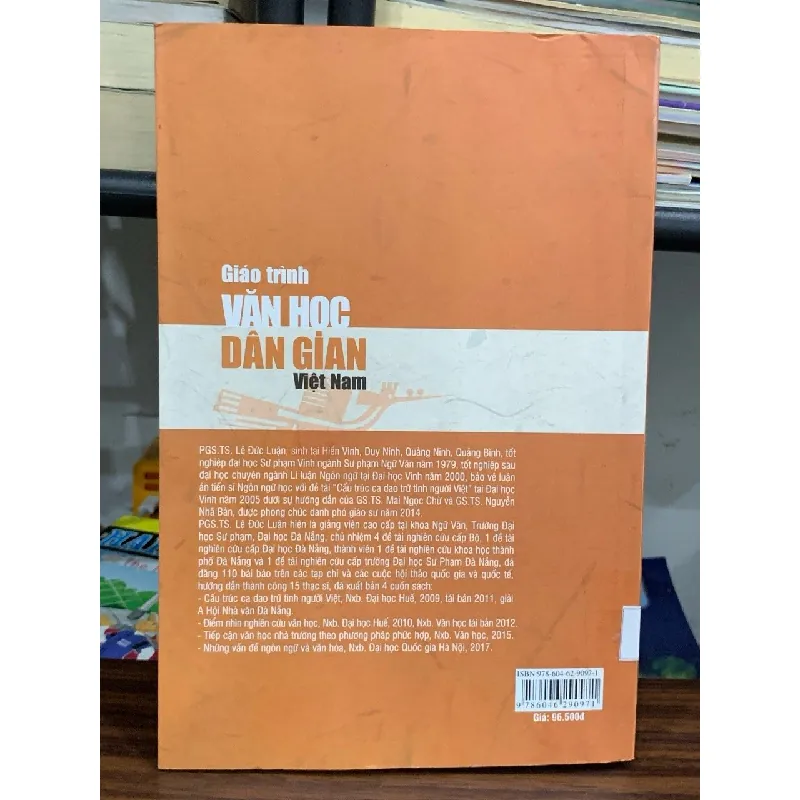 Giáo trình
VĂN HỌC
DÂN GIAN
Việt Nam
PGS.TS. Lê Đức Luận, sinh tại Hiển Vinh, Duy Ninh, Quảng Ninh, Quảng Bình, tốt
nghiệp đại học Sư phạm Vinh ngành Sư phạm Ngữ Văn năm 1979, tốt nghiệp sau
đại học chuyên ngành Lí luận Ngôn ngữ tại Đại học Vinh năm 2000, bảo vệ luận
án tiến sĩ Ngôn ngữ học với đề tài "Cấu trúc ca dao trữ tình người Việt" tại Đại học
Vinh năm 2005 dưới sự hướng dẫn của GS.TS. Mai Ngọc Chừ và GS.TS. Nguyễn
Nhã Bản, được phong chức danh phó giáo sư năm 2014.
PGS.TS. Lê Đức Luận hiện là giảng viên cao cấp tại khoa Ngữ Văn, Trường Đại
học Sư phạm, Đại học Đà Nẵng, chủ nhiệm 4 đề tài nghiên cứu cấp Bộ, 1 đề tài
nghiên cứu cấp Đại học Đà Nẵng, thành viên 1 đề tài nghiên cứu khoa học thành
phố Đà Nẵng và 1 đề tài nghiên cứu cấp trường Đại học Sư Phạm Đà Nẵng, đã
đăng 110 bài báo trên các tạp chí và các cuộc hội thảo quốc gia và quốc tế,
hướng dẫn thành công 15 thạc sĩ, đã xuất bản 4 cuốn sách:
- Cấu trúc ca dao trữ tình người Việt, Nxb. Đại học Huế, 2009, tái bản 2011, giải
A Hội Nhà văn Đà Nẵng.
- Điểm nhìn nghiên cứu văn học, Nxb. Đại học Huế, 2010, Nxb. Văn học tái bản 2012.
- Tiếp cận văn học nhà trường theo phương pháp phức hợp, Nxb. Văn học, 2015.
- Những vấn đề ngôn ngữ và văn hóa, Nxb. Đại học Quốc gia Hà Nội, 2017.
ISBN 978-604-62-9097-1
9 786046 290971
Giá: 96.500đ